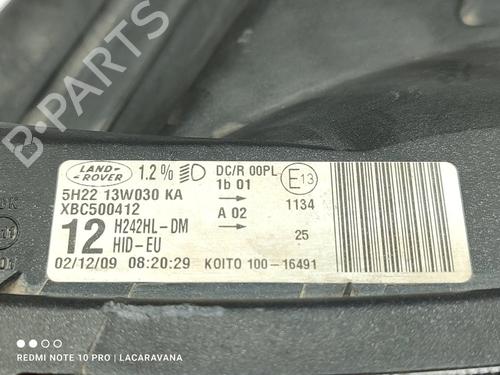 B-PARTS
LAND-
ROVER
1.2%
DC/R 00PL
1b 01
E13
5H22 13W030 KA
XBC500412
A 02
1134
12
H242HL-DM
HID-EU
25
02/12/09 08:20:29
KOITO 100-16491
REDMI NOTE 10 PRO | LACARAVANA